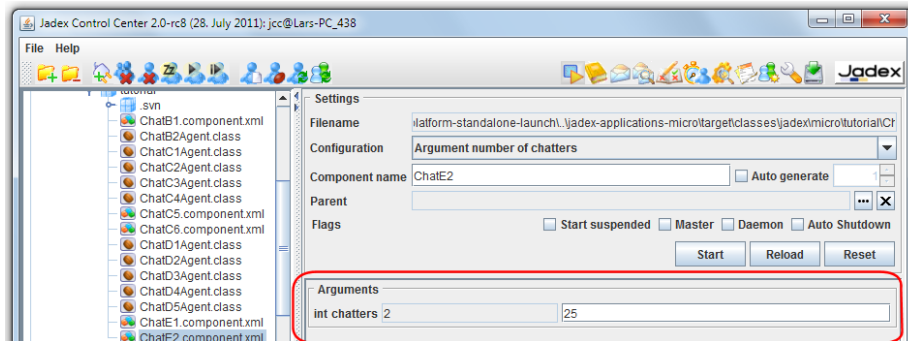 Jadex Control Center 2.0-rc8 (28. July 2011): jcc@Lars-PC_438
File Help
Jadex
tutorial
.svn
ChatB1.component.xml
ChatB2Agent.class
ChatC1Agent.class
ChatC2Agent.class
ChatC3Agent.class
ChatC4Agent.class
ChatC5.component.xml
ChatC6.component.xml
ChatD1Agent.class
ChatD2Agent.class
ChatD3Agent.class
ChatD4Agent.class
ChatD5Agent.class
ChatE1.component.xml
ChatE2.component.xml
Settings
Filename latform-standalone-launch\..\jadex-applications-micro\target\classes\jadex\micro\tutorial\Ch
Configuration Argument number of chatters
Component name ChatE2 Auto generate 1
Parent ...
Flags Start suspended Master Daemon Auto Shutdown
Start Reload Reset
Arguments
int chatters 2 25